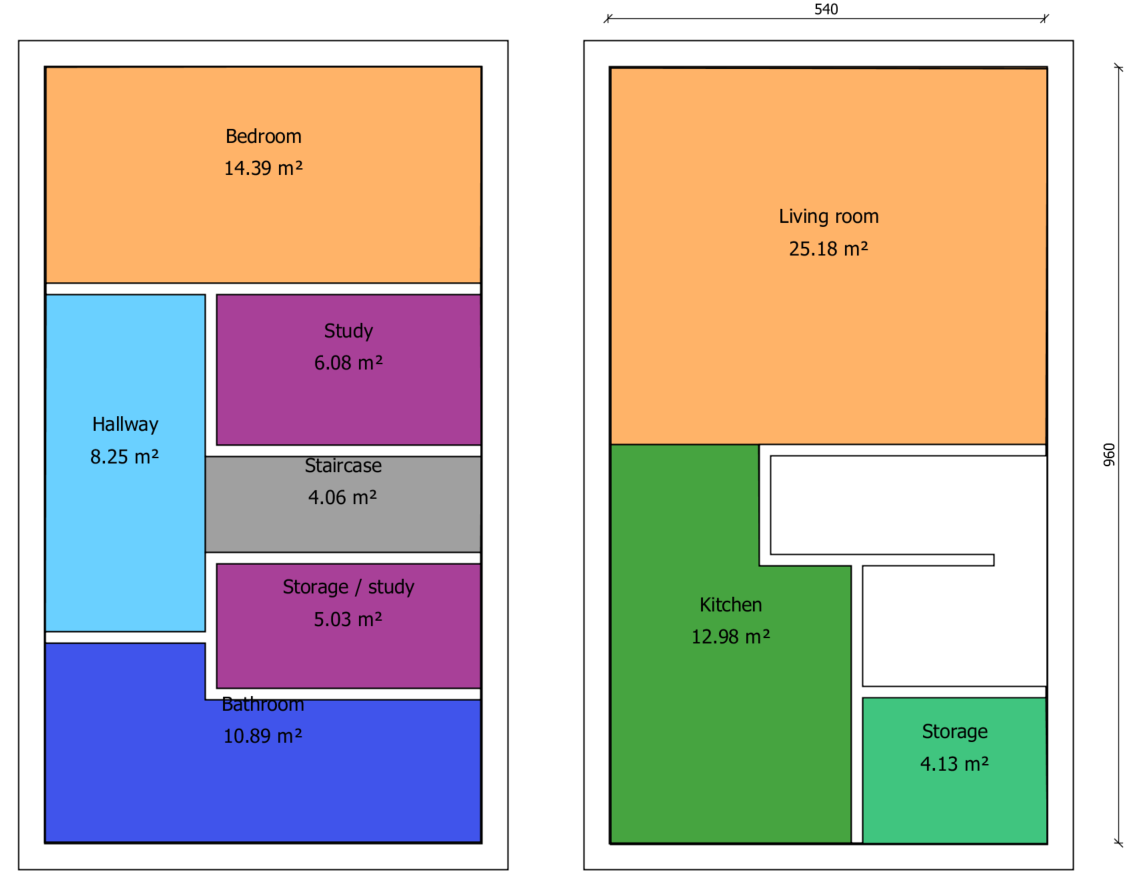 540
Bedroom
14.39 m²
Study
6.08 m²
Hallway
8.25 m²
Staircase
4.06 m²
Storage / study
5.03 m²
Bathroom
10.89 m²
Living room
25.18 m²
960
Kitchen
12.98 m²
Storage
4.13 m²